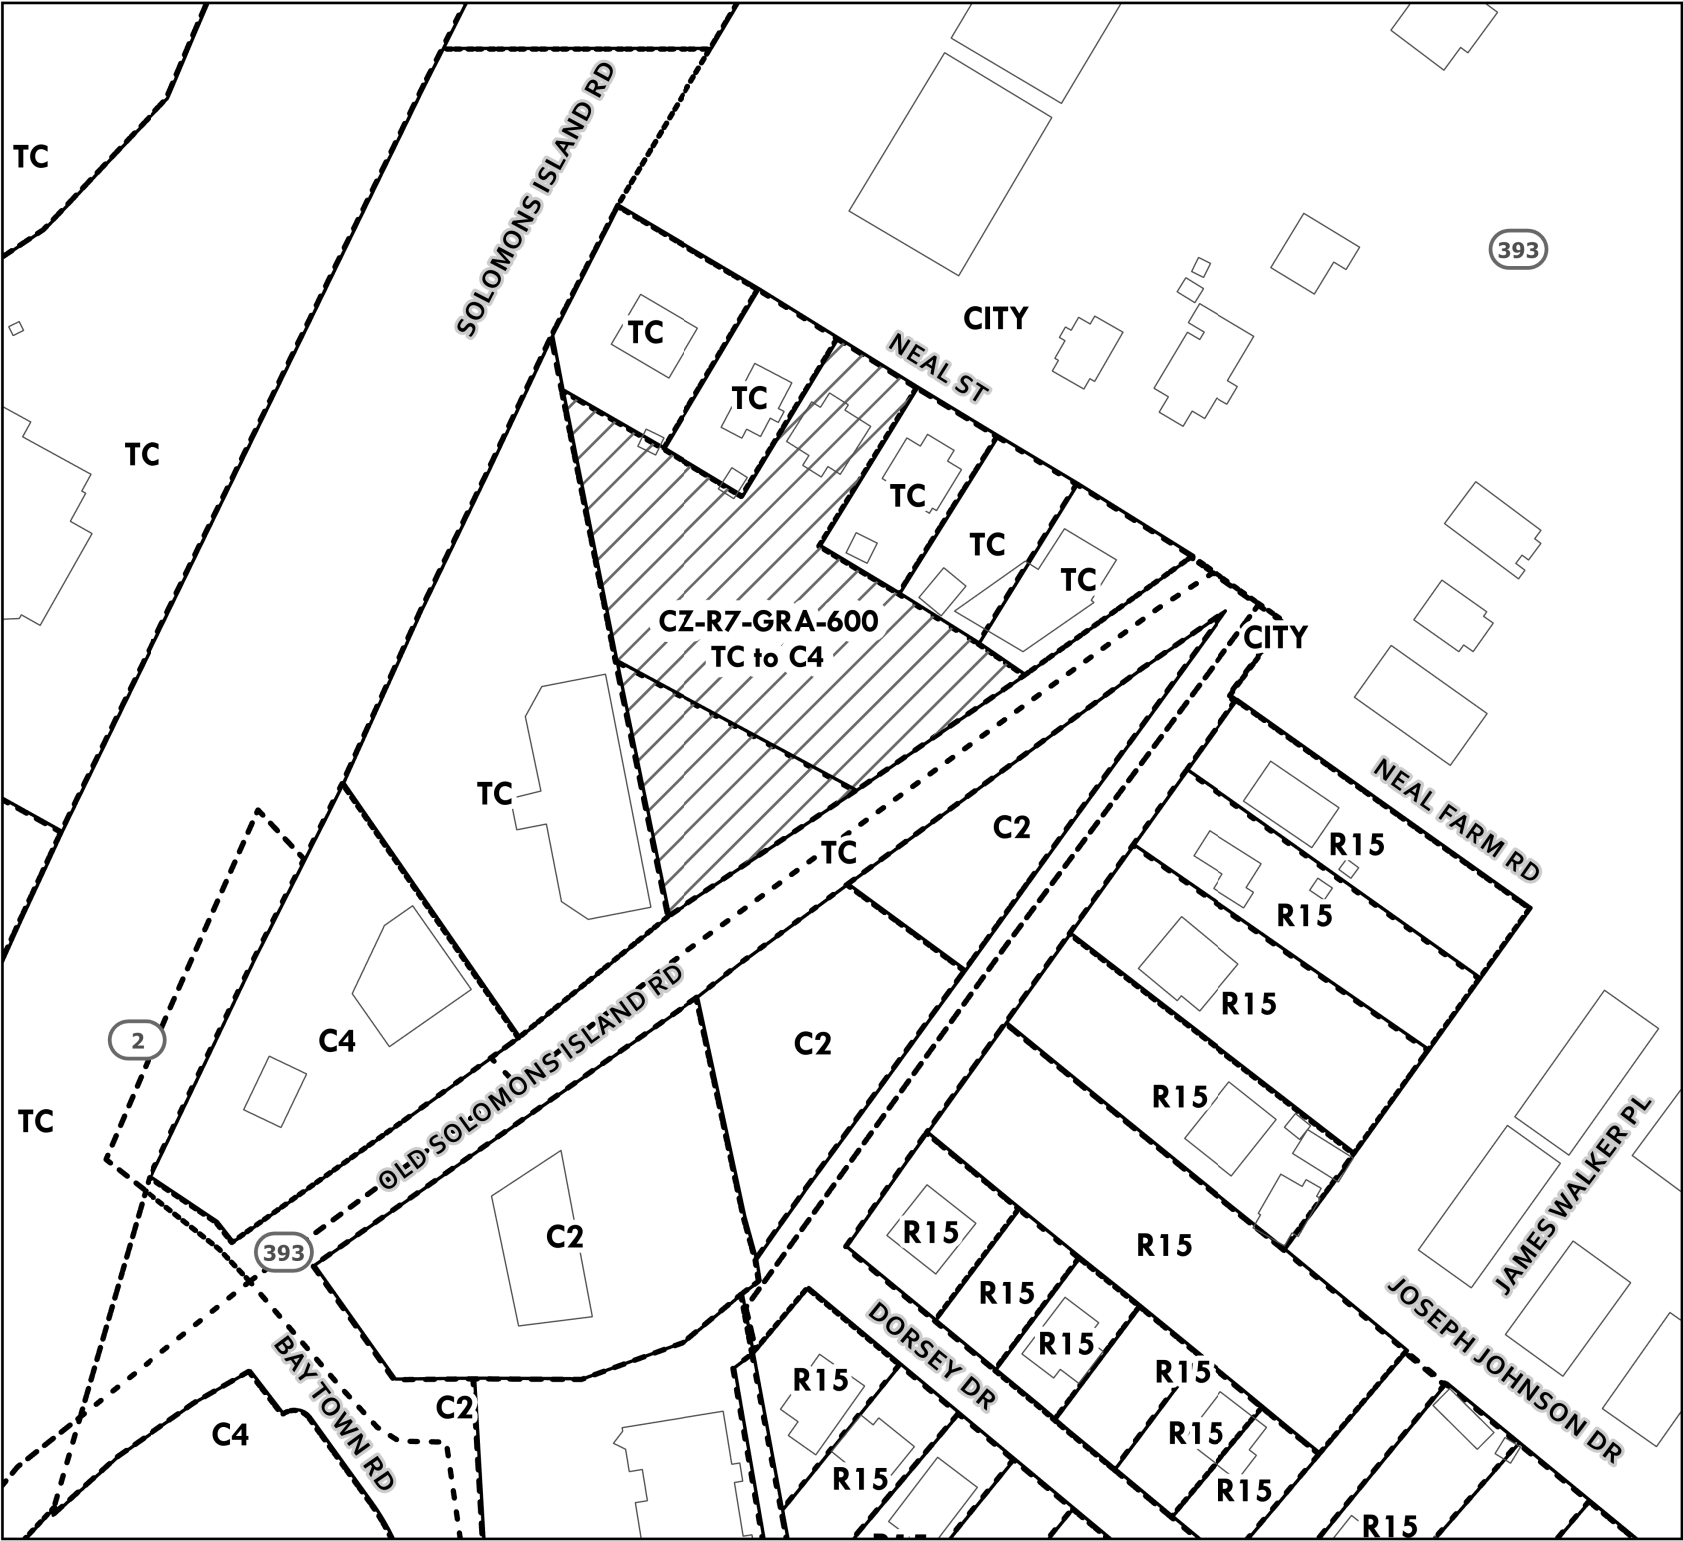 SOLOMONS ISLAND RD
TC
393
CITY
TC
NEAL ST
TC
TC
TC
TC
TC
CZ-R7-GRA-600
TC to C4
CITY
TC
C2
NEAL FARM RD
R15
TC
R15
R15
OLD SOLOMONS ISLAND RD
2
C4
C2
R15
TC
JAMES WALKER PL
R15
C2
R15
393
R15
JOSEPH JOHNSON DR
DORSEY DR
BAY TOWN RD
R15
R15
R15
C2
C4
R15
R15
R15
R15